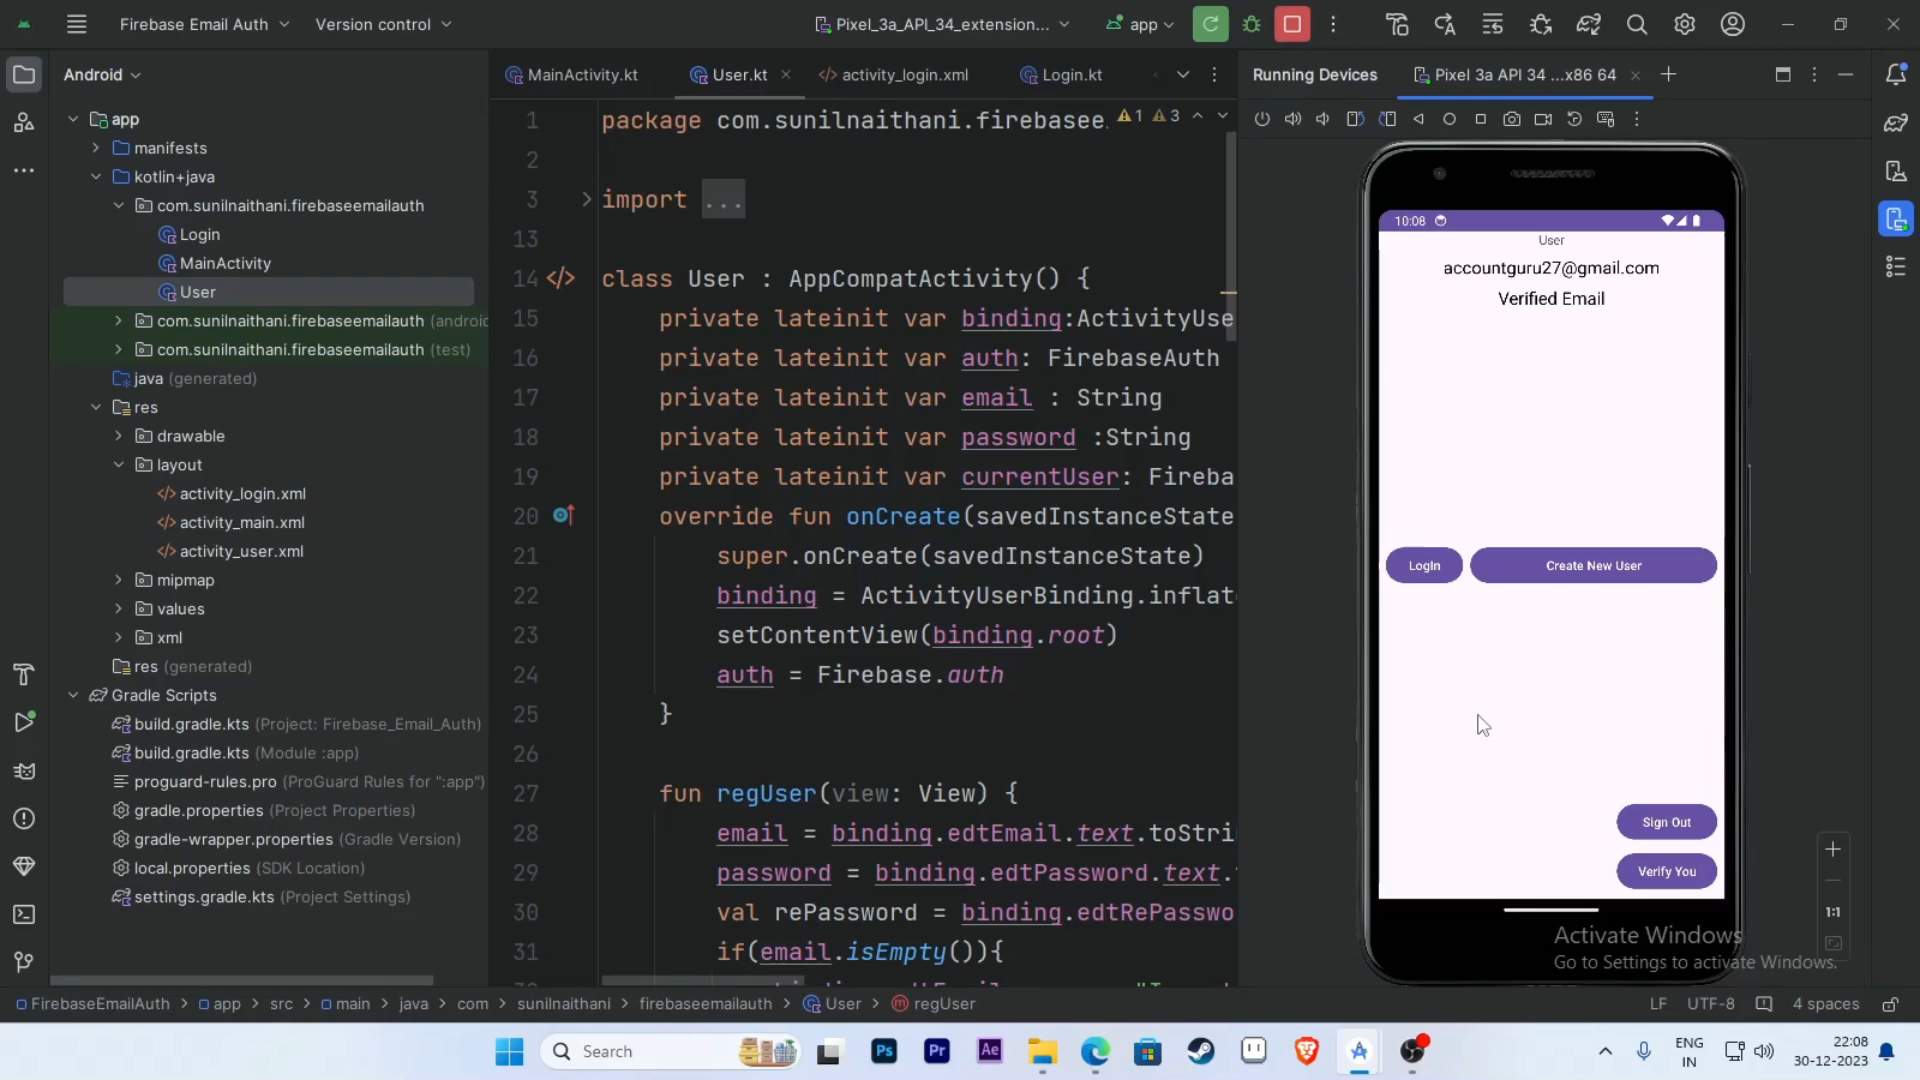 Firebase Email Auth
Version control
Pixel_3a_API_34_extension...
app
Android
MainActivity.kt
User.kt
activity_login.xml
Login.kt
Running Devices
Pixel 3a API 34 ...x86 64
app
manifests
kotlin+java
com.sunilnaithani.firebaseemailauth
Login
MainActivity
User
com.sunilnaithani.firebaseemailauth (androic
com.sunilnaithani.firebaseemailauth (test)
java (generated)
res
drawable
layout
activity_login.xml
activity_main.xml
activity_user.xml
mipmap
values
xml
res (generated)
Gradle Scripts
build.gradle.kts (Project: Firebase_Email_Auth)
build.gradle.kts (Module :app)
proguard-rules.pro (ProGuard Rules for ":app")
gradle.properties (Project Properties)
gradle-wrapper.properties (Gradle Version)
local.properties (SDK Location)
settings.gradle.kts (Project Settings)
1 package com.sunilnaithani.firebasee.
1 3
2
3 import ...
13
14 class User : AppCompatActivity() {
15 private lateinit var binding:ActivityUse
16 private lateinit var auth: FirebaseAuth
17 private lateinit var email : String
18 private lateinit var password :String
19 private lateinit var currentUser: Fireba
20 override fun onCreate(savedInstanceState
21 super.onCreate(savedInstanceState)
22 binding = ActivityUserBinding.inflate
23 setContentView(binding.root)
24 auth = Firebase.auth
25 }
26
27 fun regUser(view: View) {
28 email = binding.edtEmail.text.toStri
29 password = binding.edtPassword.text.
30 val rePassword = binding.edtRePasswo
31 if(email.isEmpty()){
10:08
User
accountguru27@gmail.com
Verified Email
LogIn
Create New User
Sign Out
Verify You
1:1
Activate Windows
Go to Settings to activate Windows.
FirebaseEmailAuth > app > src > main > java > com > sunilnaithani > firebaseemailauth > User > regUser
LF UTF-8 4 spaces
Search
Ps
Pr
Ae
ENG
IN
22:08
30-12-2023